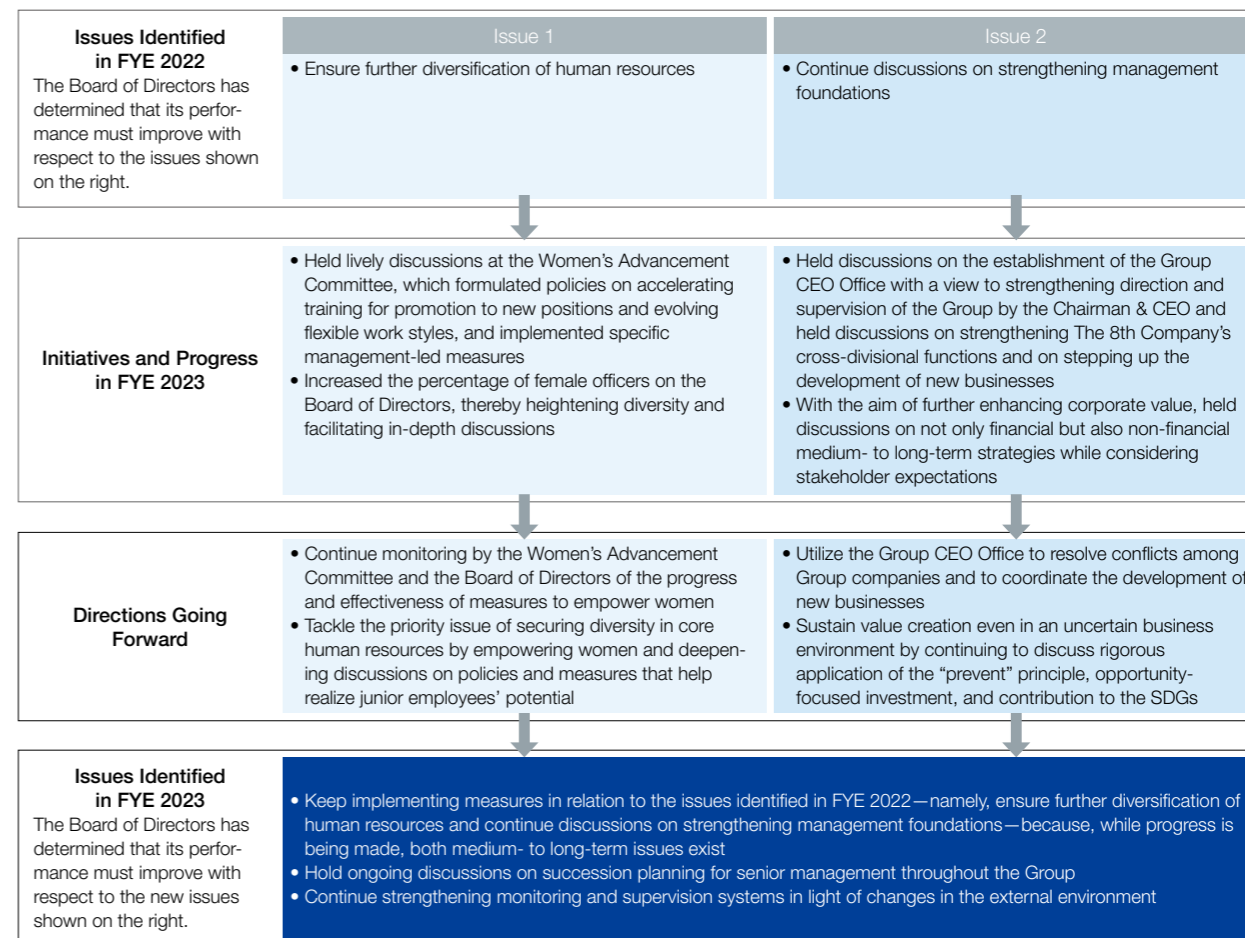 Issues Identified
in FYE 2022
The Board of Directors has
determined that its perfor-
mance must improve with
respect to the issues shown
on the right.
Issue 1
• Ensure further diversification of human resources
Issue 2
• Continue discussions on strengthening management
foundations
Initiatives and Progress
in FYE 2023
• Held lively discussions at the Women's Advancement
Committee, which formulated policies on accelerating
training for promotion to new positions and evolving
flexible work styles, and implemented specific
management-led measures
• Increased the percentage of female officers on the
Board of Directors, thereby heightening diversity and
facilitating in-depth discussions
• Held discussions on the establishment of the Group
CEO Office with a view to strengthening direction and
supervision of the Group by the Chairman & CEO and
held discussions on strengthening The 8th Company's
cross-divisional functions and on stepping up the
development of new businesses
• With the aim of further enhancing corporate value, held
discussions on not only financial but also non-financial
medium- to long-term strategies while considering
stakeholder expectations
Directions Going
Forward
• Continue monitoring by the Women's Advancement
Committee and the Board of Directors of the progress
and effectiveness of measures to empower women
• Tackle the priority issue of securing diversity in core
human resources by empowering women and deepen-
ing discussions on policies and measures that help
realize junior employees' potential
• Utilize the Group CEO Office to resolve conflicts among
Group companies and to coordinate the development of
new businesses
• Sustain value creation even in an uncertain business
environment by continuing to discuss rigorous
application of the "prevent" principle, opportunity-
focused investment, and contribution to the SDGs
Issues Identified
in FYE 2023
The Board of Directors has
determined that its perfor-
mance must improve with
respect to the new issues
shown on the right.
• Keep implementing measures in relation to the issues identified in FYE 2022—namely, ensure further diversification of
human resources and continue discussions on strengthening management foundations—because, while progress is
being made, both medium- to long-term issues exist
• Hold ongoing discussions on succession planning for senior management throughout the Group
• Continue strengthening monitoring and supervision systems in light of changes in the external environment